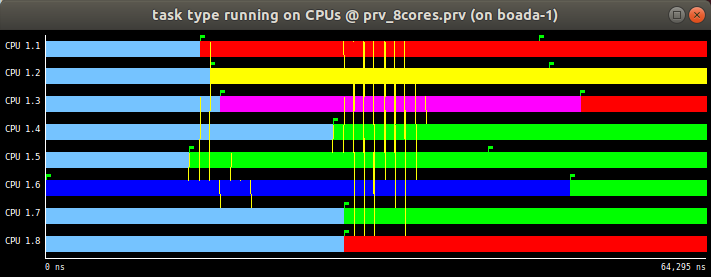 task type running on CPUs @ prv_8cores.prv (on boada-1)
CPU 1.1
CPU 1.2
CPU 1.3
CPU 1.4
CPU 1.5
CPU 1.6
CPU 1.7
CPU 1.8
0 ns 64,295 ns